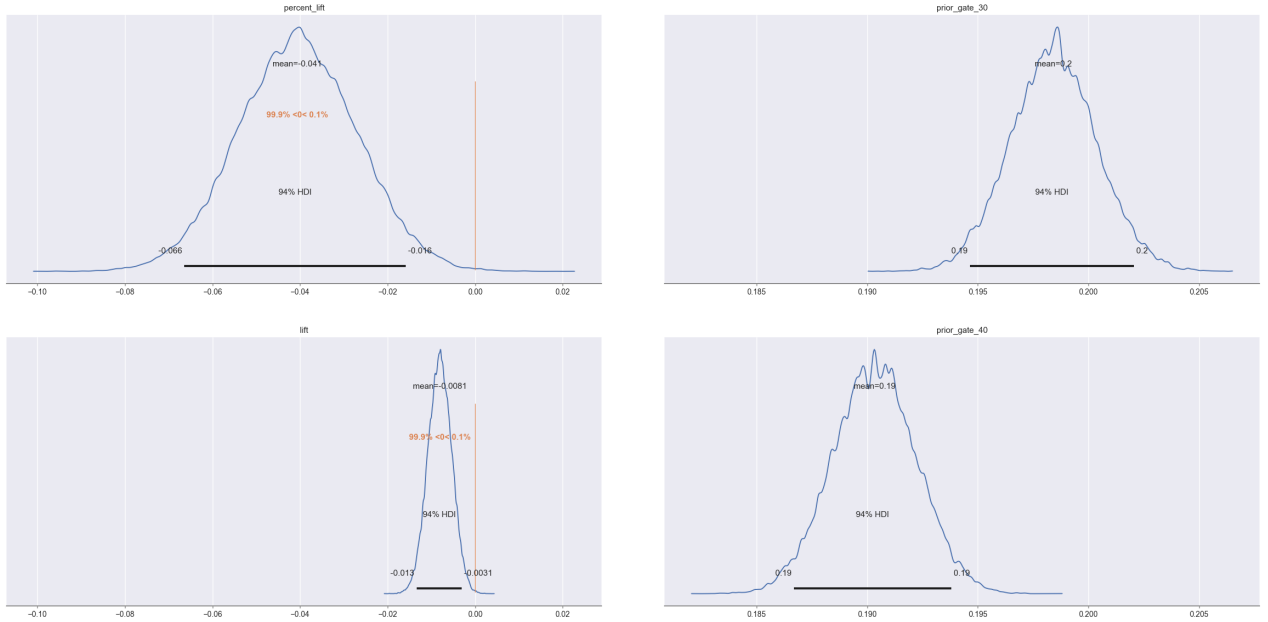 percent_lift
mean=-0.041
99.9% <0< 0.1%
94% HDI
-0.066
-0.016
−0.10
−0.08
−0.06
−0.04
−0.02
0.00
0.02
prior_gate_30
mean=0.2
94% HDI
0.19
0.2
0.185
0.190
0.195
0.200
0.205
lift
mean=-0.0081
99.9% <0< 0.1%
94% HDI
-0.013
-0.0031
−0.10
−0.08
−0.06
−0.04
−0.02
0.00
0.02
prior_gate_40
mean=0.19
94% HDI
0.19
0.19
0.185
0.190
0.195
0.200
0.205